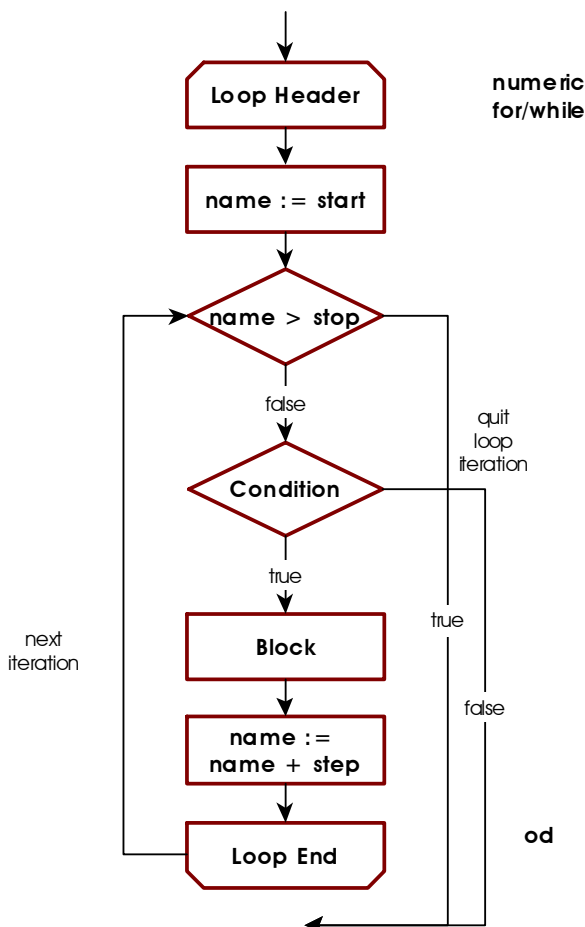 Loop Header
numeric
for/while
name := start
name > stop
false
quit
loop
iteration
Condition
true
next
iteration
Block
true
false
name :=
name + step
Loop End
od